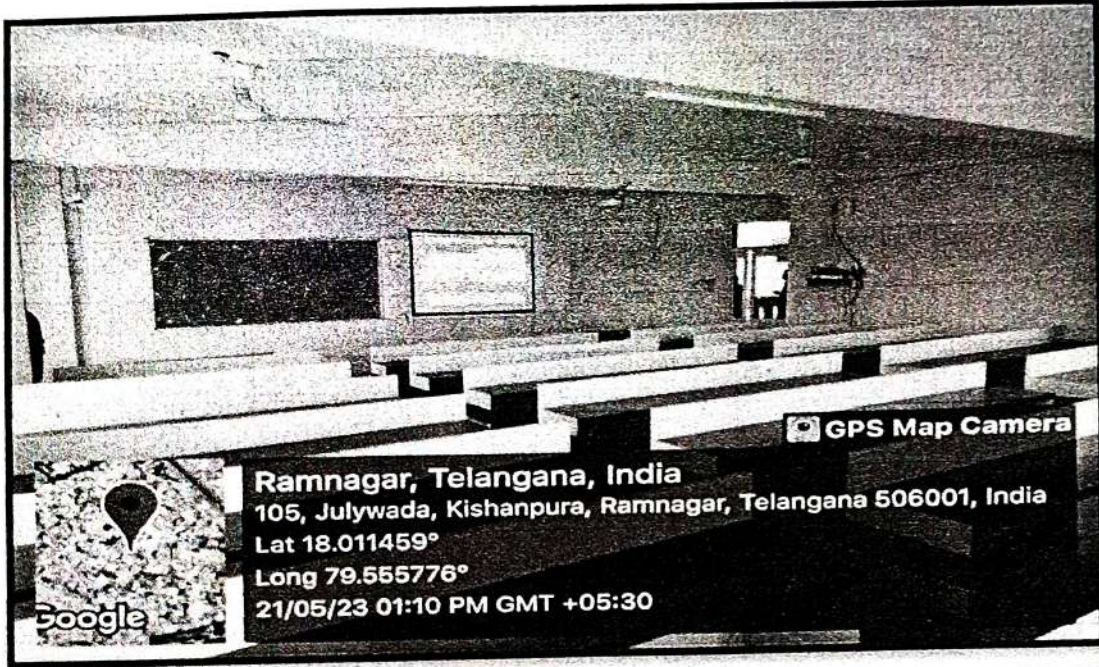 GPS Map Camera
Ramnagar, Telangana, India
105, Julywada, Kishanpura, Ramnagar, Telangana 506001, India
Lat 18.011459°
Long 79.555776°
21/05/23 01:10 PM GMT +05:30
Google